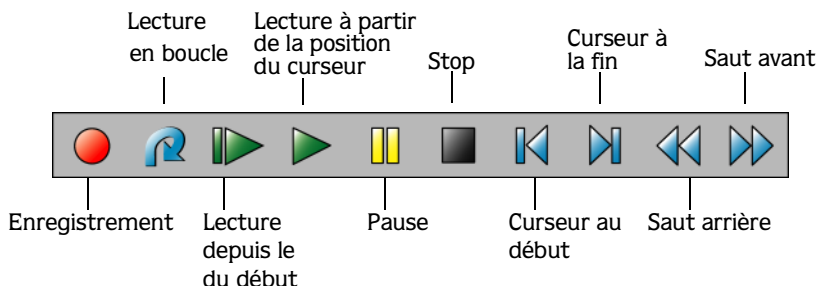 Lecture
en boucle
Lecture à partir
de la position
du curseur
Stop
Curseur à
la fin
Saut avant
Enregistrement
Lecture
depuis le
du début
Pause
Curseur au
début
Saut arrière